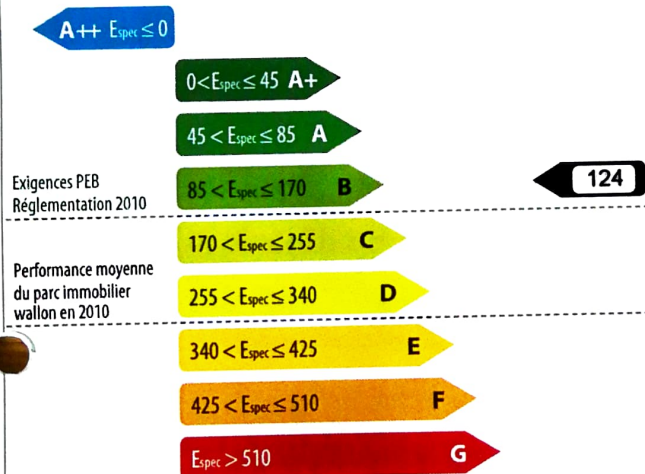 A++ Espec ≤ 0
0 < Espec ≤ 45 A+
45 < Espec ≤ 85 A
Exigences PEB
Réglementation 2010
85 < Espec ≤ 170 B
124
170 < Espec ≤ 255 C
Performance moyenne
du parc immobilier
wallon en 2010
255 < Espec ≤ 340 D
340 < Espec ≤ 425 E
425 < Espec ≤ 510 F
Espec > 510 G